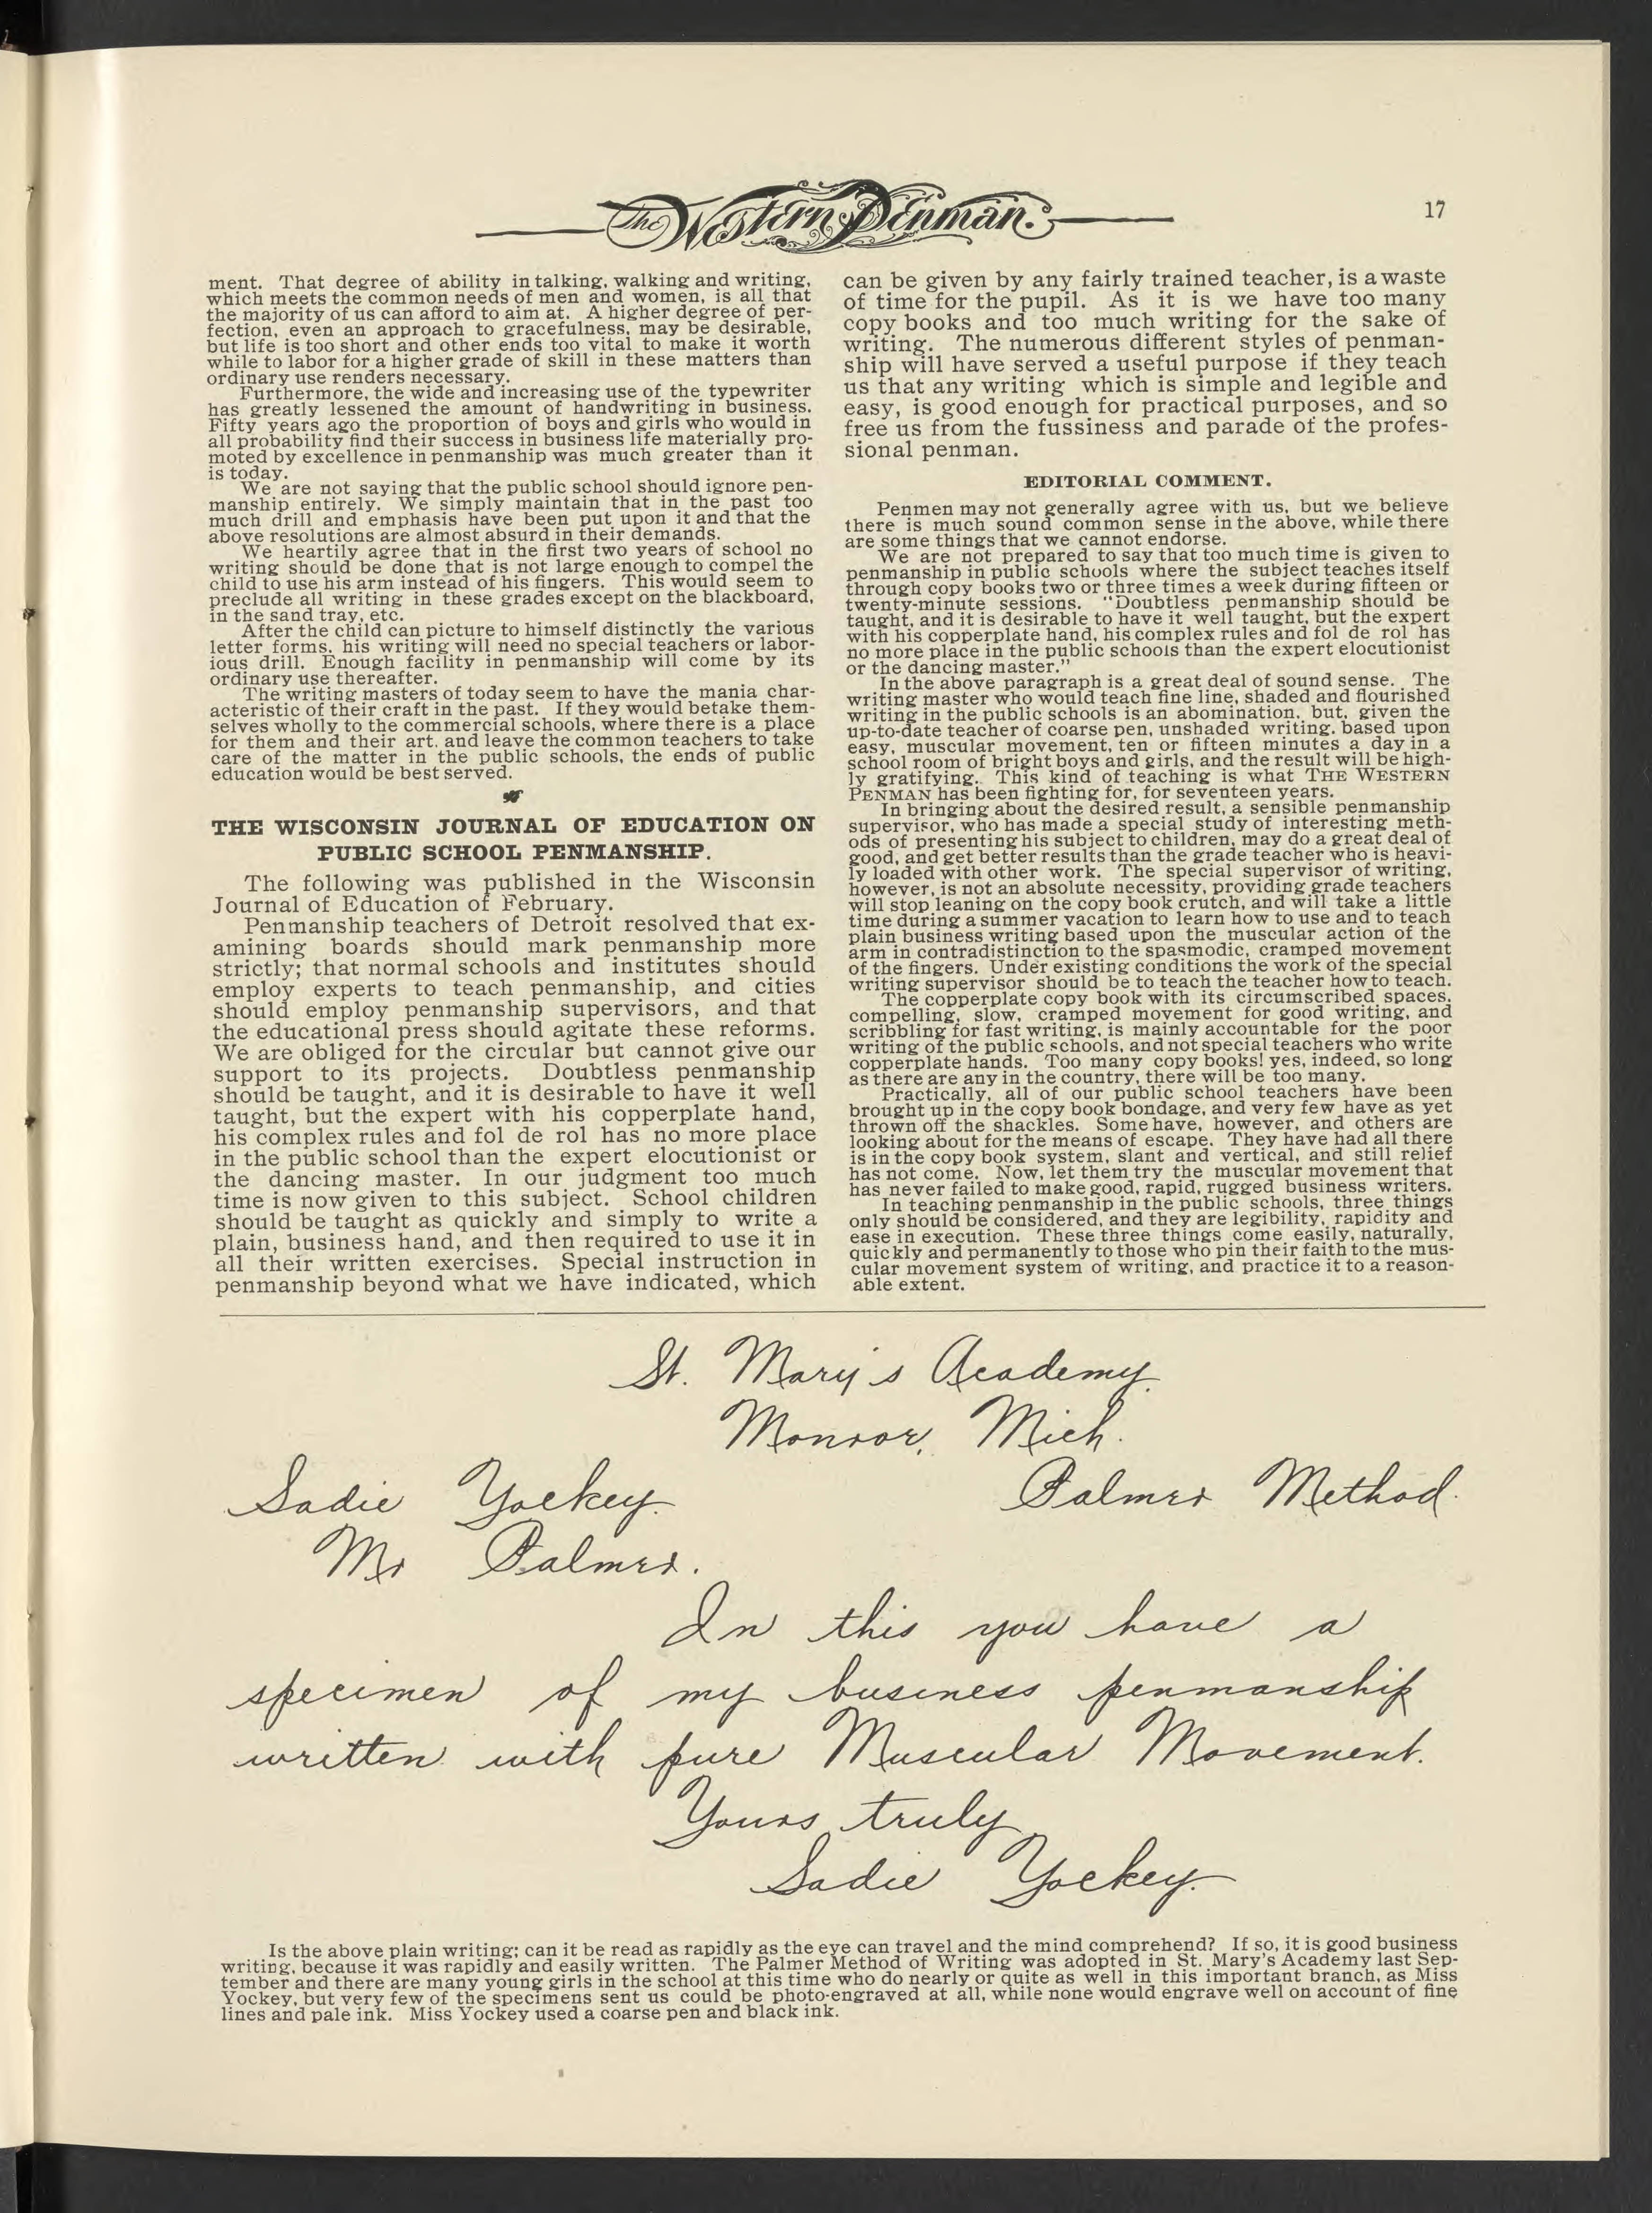 The Western Penman.
17
ment. That degree of ability in talking, walking and writing,
which meets the common needs of men and women, is all that
the majority of us can afford to aim at. A higher degree of per-
fection, even an approach to gracefulness, may be desirable,
but life is too short and other ends too vital to make it worth
while to labor for a higher grade of skill in these matters than
ordinary use renders necessary.
Furthermore, the wide and increasing use of the typewriter
has greatly lessened the amount of handwriting in business.
Fifty years ago the proportion of boys and girls who would in
all probability find their success in business life materially pro-
moted by excellence in penmanship was much greater than it
is today.
We are not saying that the public school should ignore pen-
manship entirely. We simply maintain that in the past too
much drill and emphasis have been put upon it and that the
above resolutions are almost absurd in their demands.
We heartily agree that in the first two years of school no
writing should be done that is not large enough to compel the
child to use his arm instead of his fingers. This would seem to
preclude all writing in these grades except on the blackboard,
in the sand tray, etc.
After the child can picture to himself distinctly the various
letter forms, his writing will need no special teachers or labor-
ious drill. Enough facility in penmanship will come by its
ordinary use thereafter.
The writing masters of today seem to have the mania char-
acteristic of their craft in the past. If they would betake them-
selves wholly to the commercial schools, where there is a place
for them and their art, and leave the common teachers to take
care of the matter in the public schools, the ends of public
education would be best served.
THE WISCONSIN JOURNAL OF EDUCATION ON
PUBLIC SCHOOL PENMANSHIP.
The following was published in the Wisconsin
Journal of Education of February.
Penmanship teachers of Detroit resolved that ex-
amining boards should mark penmanship more
strictly; that normal schools and institutes should
employ experts to teach penmanship, and cities
should employ penmanship supervisors, and that
the educational press should agitate these reforms.
We are obliged for the circular but cannot give our
support to its projects. Doubtless penmanship
should be taught, and it is desirable to have it well
taught, but the expert with his copperplate hand,
his complex rules and fol de rol has no more place
in the public school than the expert elocutionist or
the dancing master. In our judgment too much
time is now given to this subject. School children
should be taught as quickly and simply to write a
plain, business hand, and then required to use it in
all their written exercises. Special instruction in
penmanship beyond what we have indicated, which
can be given by any fairly trained teacher, is a waste
of time for the pupil. As it is we have too many
copy books and too much writing for the sake of
writing. The numerous different styles of penman-
ship will have served a useful purpose if they teach
us that any writing which is simple and legible and
easy, is good enough for practical purposes, and so
free us from the fussiness and parade of the profes-
sional penman.
EDITORIAL COMMENT.
Penmen may not generally agree with us, but we believe
there is much sound common sense in the above, while there
are some things that we cannot endorse.
We are not prepared to say that too much time is given to
penmanship in public schools where the subject teaches itself
through copy books two or three times a week during fifteen or
twenty-minute sessions. "Doubtless penmanship should be
taught, and it is desirable to have it well taught, but the expert
with his copperplate hand, his complex rules and fol de rol has
no more place in the public schools than the expert elocutionist
or the dancing master."
In the above paragraph is a great deal of sound sense. The
writing master who would teach fine line, shaded and flourished
writing in the public schools is an abomination, but, given the
up-to-date teacher of coarse pen, unshaded writing, based upon
easy, muscular movement, ten or fifteen minutes a day in a
school room of bright boys and girls, and the result will be high-
ly gratifying. This kind of teaching is what THE WESTERN
PENMAN has been fighting for, for seventeen years.
In bringing about the desired result, a sensible penmanship
supervisor, who has made a special study of interesting meth-
ods of presenting his subject to children, may do a great deal of
good, and get better results than the grade teacher who is heavi-
ly loaded with other work. The special supervisor of writing,
however, is not an absolute necessity, providing grade teachers
will stop leaning on the copy book crutch, and will take a little
time during a summer vacation to learn how to use and to teach
plain business writing based upon the muscular action of the
arm in contradistinction to the spasmodic, cramped movement
of the fingers. Under existing conditions the work of the special
writing supervisor should be to teach the teacher how to teach.
The copperplate copy book with its circumscribed spaces,
compelling, slow, cramped movement for good writing, and
scribbling for fast writing, is mainly accountable for the poor
writing of the public schools, and not special teachers who write
copperplate hands. Too many copy books! yes, indeed, so long
as there are any in the country, there will be too many.
Practically, all of our public school teachers have been
brought up in the copy book bondage, and very few have as yet
thrown off the shackles. Some have, however, and others are
looking about for the means of escape. They have had all there
is in the copy book system, slant and vertical, and still relief
has not come. Now, let them try the muscular movement that
has never failed to make good, rapid, rugged business writers.
In teaching penmanship in the public schools, three things
only should be considered, and they are legibility, rapidity and
ease in execution. These three things come easily, naturally,
quickly and permanently to those who pin their faith to the mus-
cular movement system of writing, and practice it to a reason-
able extent.
St. Mary's Academy.
Monroe, Mich.
Sadie Yockey. Palmer Method.
Mr Palmer.
In this you have a
specimen of my business penmanship
written with pure Muscular Movement.
Yours truly
Sadie Yockey.
Is the above plain writing; can it be read as rapidly as the eye can travel and the mind comprehend? If so, it is good business
writing, because it was rapidly and easily written. The Palmer Method of Writing was adopted in St. Mary's Academy last Sep-
tember and there are many young girls in the school at this time who do nearly or quite as well in this important branch, as Miss
Yockey, but very few of the specimens sent us could be photo-engraved at all, while none would engrave well on account of fine
lines and pale ink. Miss Yockey used a coarse pen and black ink.